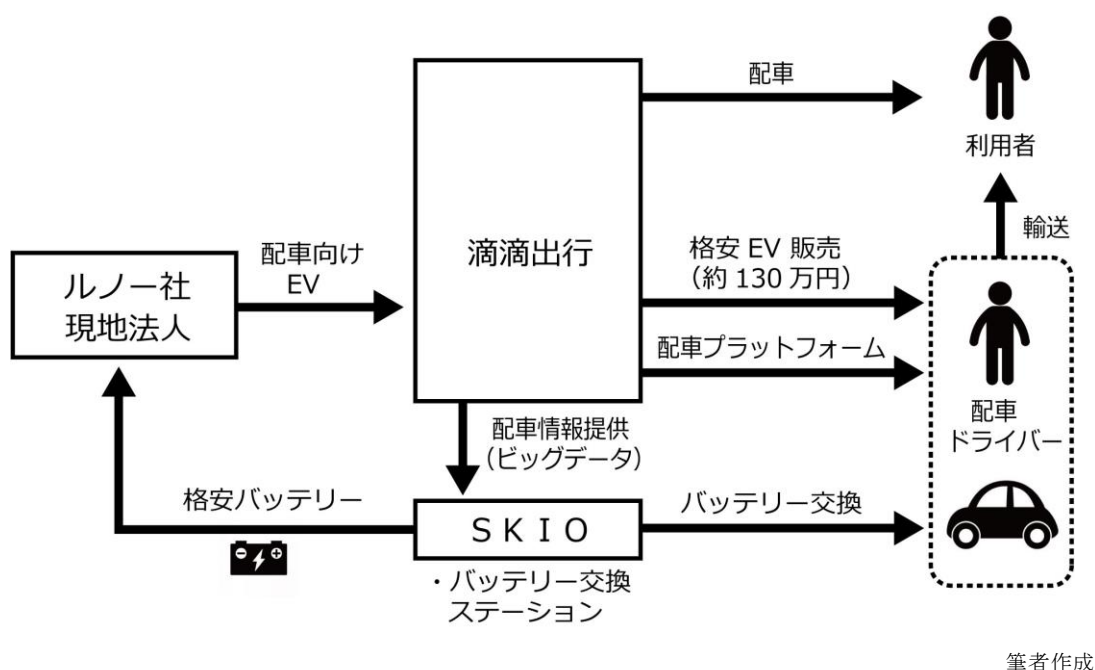 配車
利用者
輸送
滴滴出行
配車向け
EV
ルノー社
現地法人
格安 EV 販売
（約 130 万円）
配車プラットフォーム
配車
ドライバー
配車情報提供
（ビッグデータ）
格安バッテリー
ＳＫＩＯ
バッテリー交換
・バッテリー交換
ステーション
筆者作成